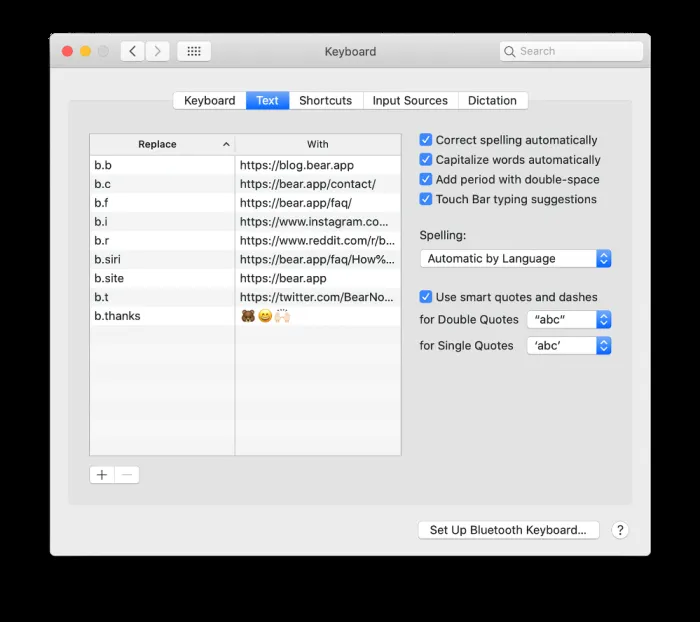 Keyboard
Search
Keyboard Text Shortcuts Input Sources Dictation
Replace With
b.b https://blog.bear.app
b.c https://bear.app/contact/
b.f https://bear.app/faq/
b.i https://www.instagram.co...
b.r https://www.reddit.com/r/b...
b.siri https://bear.app/faq/How%...
b.site https://bear.app
b.t https://twitter.com/BearNo...
b.thanks 🐻😄🙌🏻
Correct spelling automatically
Capitalize words automatically
Add period with double-space
Touch Bar typing suggestions
Spelling:
Automatic by Language
Use smart quotes and dashes
for Double Quotes “abc”
for Single Quotes ‘abc’
Set Up Bluetooth Keyboard...
?